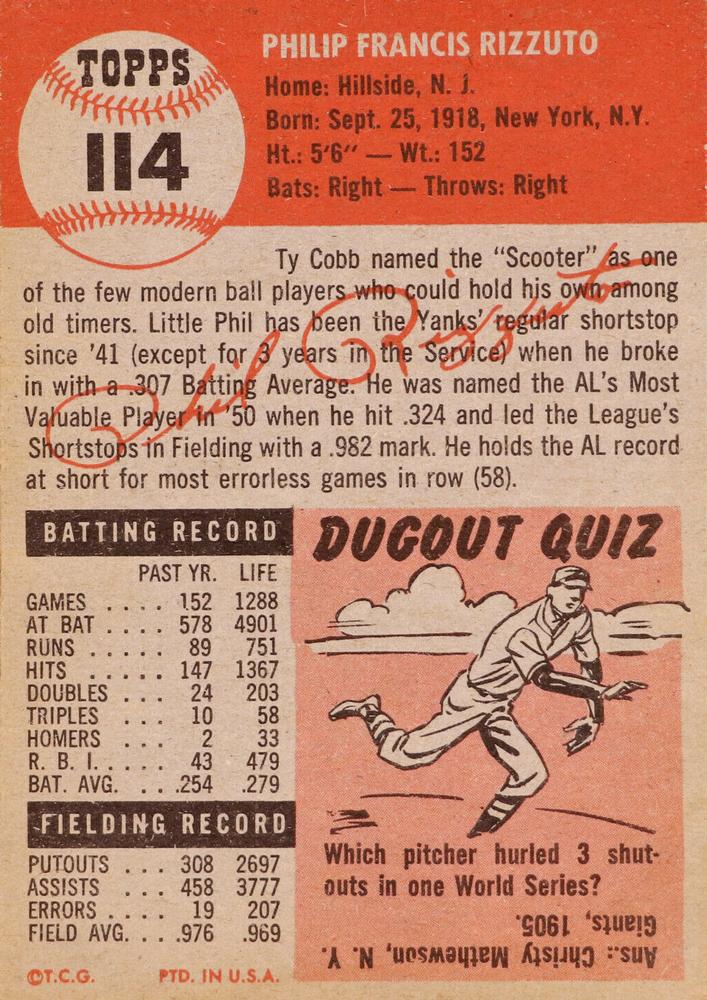 TOPPS
114
PHILIP FRANCIS RIZZUTO
Home: Hillside, N. J.
Born: Sept. 25, 1918, New York, N.Y.
Ht.: 5'6" — Wt.: 152
Bats: Right — Throws: Right
Ty Cobb named the "Scooter" as one
of the few modern ball players who could hold his own among
old timers. Little Phil has been the Yanks' regular shortstop
since '41 (except for 3 years in the Service) when he broke
in with a .307 Batting Average. He was named the AL's Most
Valuable Player in '50 when he hit .324 and led the League's
Shortstops in Fielding with a .982 mark. He holds the AL record
at short for most errorless games in row (58).
Phil Rizzuto
BATTING RECORD
PAST YR. LIFE
GAMES .... 152 1288
AT BAT .... 578 4901
RUNS ..... 89 751
HITS ..... 147 1367
DOUBLES ... 24 203
TRIPLES ... 10 58
HOMERS ... 2 33
R. B. I. .... 43 479
BAT. AVG. ... .254 .279
FIELDING RECORD
PUTOUTS ... 308 2697
ASSISTS ... 458 3777
ERRORS .... 19 207
FIELD AVG. ... .976 .969
©T.C.G. PTD. IN U.S.A.
DUGOUT QUIZ
Which pitcher hurled 3 shut-
outs in one World Series?
Ans.: Christy Mathewson, N. Y.
Giants, 1905.